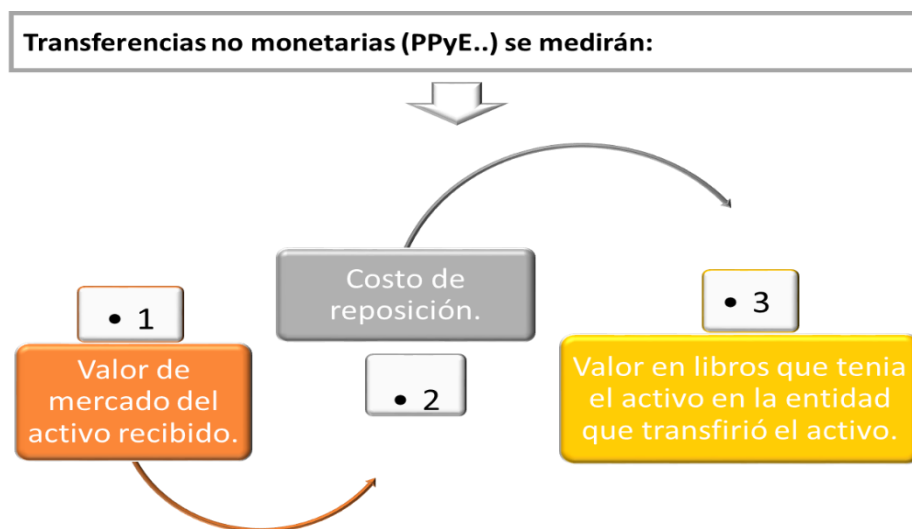 Transferencias no monetarias (PPyE..) se medirán:
• 1
Valor de
mercado del
activo recibido.
Costo de
reposición.
• 2
• 3
Valor en libros que tenia
el activo en la entidad
que transfirió el activo.